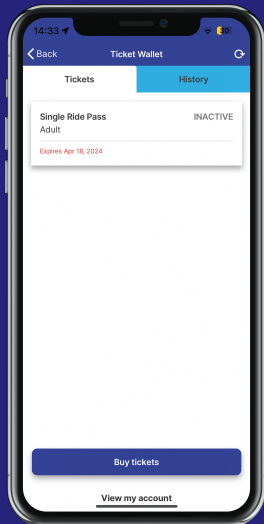 14:33
30
Back
Ticket Wallet
Tickets
History
Single Ride Pass
INACTIVE
Adult
Expires Apr 18, 2024
Buy tickets
View my account